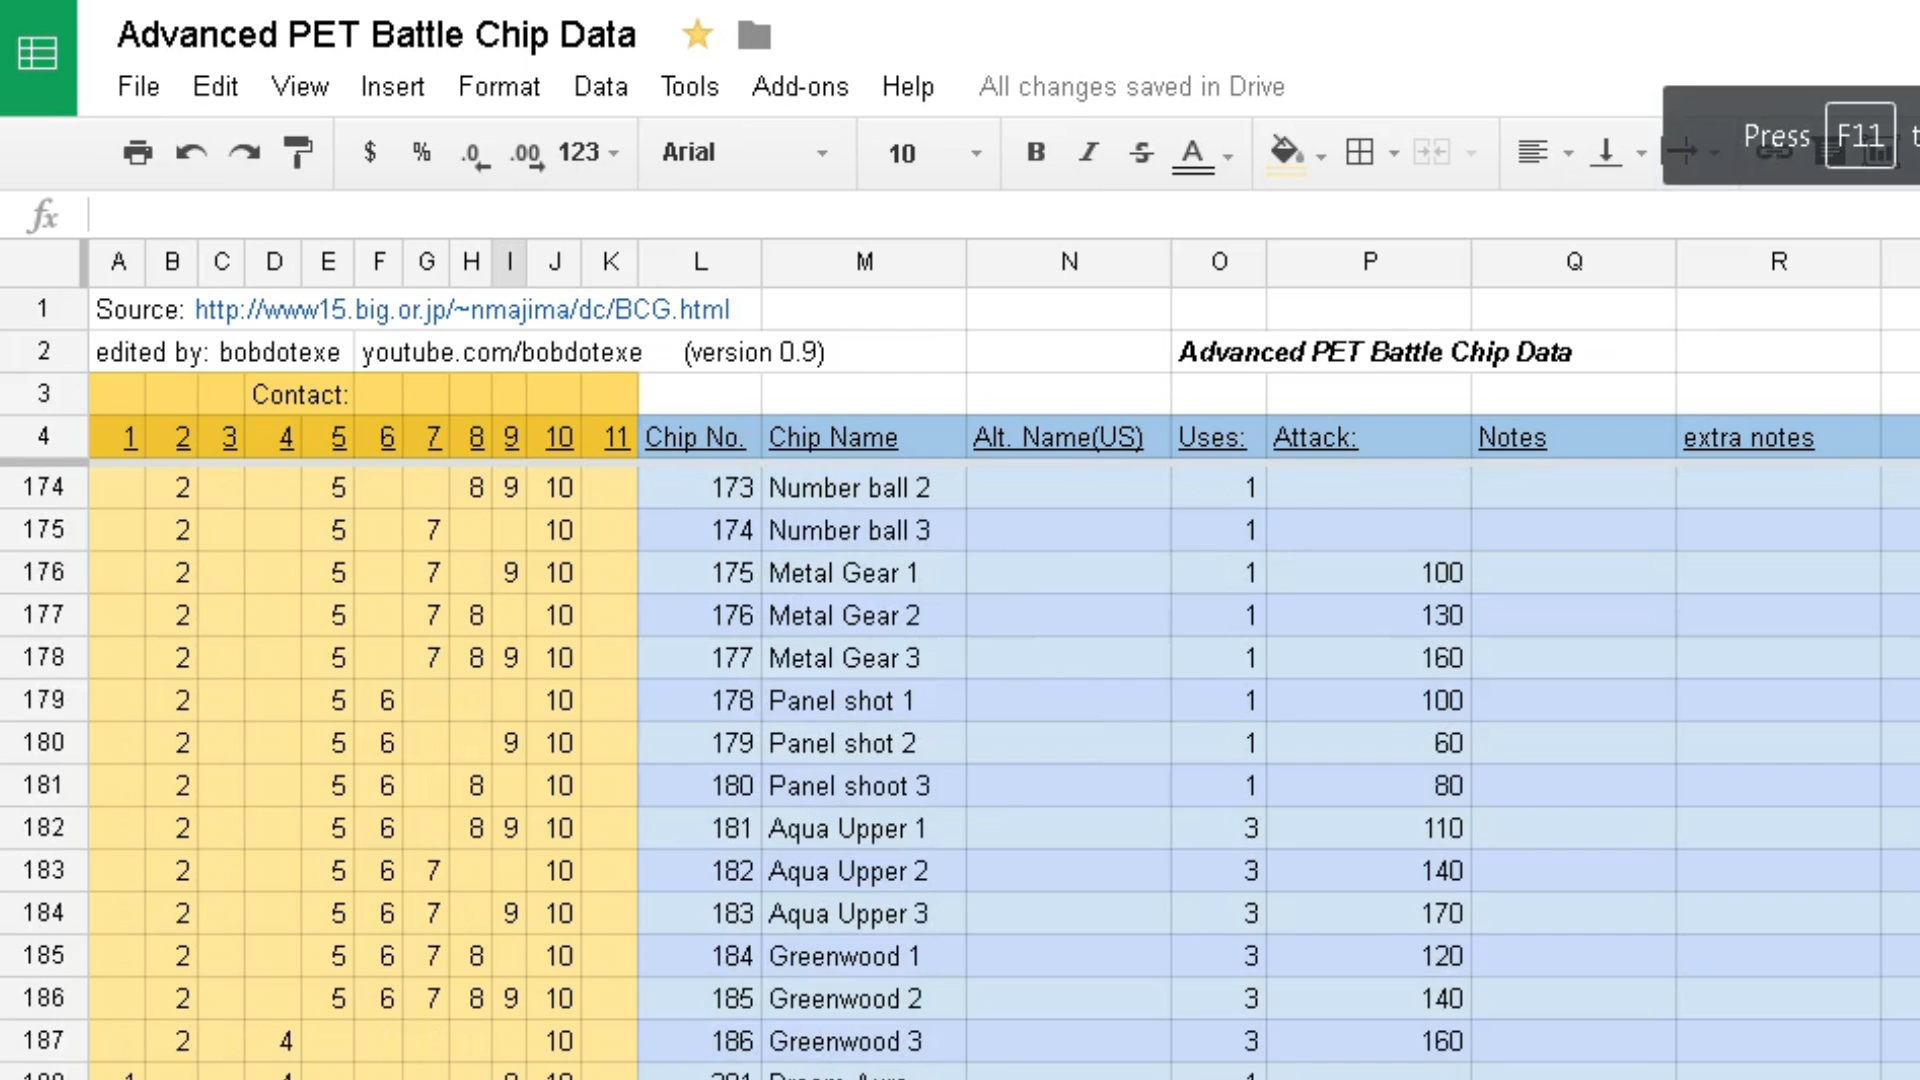 Advanced PET Battle Chip Data
File Edit View Insert Format Data Tools Add-ons Help All changes saved in Drive
$ % .0 .00 123 Arial 10 B I S A Press F11 t
fx
A B C D E F G H I J K L M N O P Q R
1 Source: http://www15.big.or.jp/~nmajima/dc/BCG.html
2 edited by: bobdotexe youtube.com/bobdotexe (version 0.9) Advanced PET Battle Chip Data
3 Contact:
4 1 2 3 4 5 6 7 8 9 10 11 Chip No. Chip Name Alt. Name(US) Uses: Attack: Notes extra notes
174 2 5 8 9 10 173 Number ball 2 1
175 2 5 7 10 174 Number ball 3 1
176 2 5 7 9 10 175 Metal Gear 1 1 100
177 2 5 7 8 10 176 Metal Gear 2 1 130
178 2 5 7 8 9 10 177 Metal Gear 3 1 160
179 2 5 6 10 178 Panel shot 1 1 100
180 2 5 6 9 10 179 Panel shot 2 1 60
181 2 5 6 8 10 180 Panel shoot 3 1 80
182 2 5 6 8 9 10 181 Aqua Upper 1 3 110
183 2 5 6 7 10 182 Aqua Upper 2 3 140
184 2 5 6 7 9 10 183 Aqua Upper 3 3 170
185 2 5 6 7 8 10 184 Greenwood 1 3 120
186 2 5 6 7 8 9 10 185 Greenwood 2 3 140
187 2 4 10 186 Greenwood 3 3 160